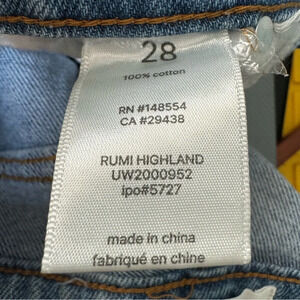 28
100% cotton
RN #148554
CA #29438
RUMI HIGHLAND
UW2000952
ipo#5727
made in china
fabriqué en chine